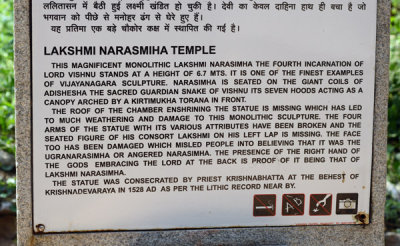 ललितासन में बैठी हुई लक्ष्मी खंडित हो चुकी है। देवी का केवल दाहिना हाथ ही बचा है जो
भगवान को पीछे से मनोहर ढंग से घेरे हुए हैं।
यह प्रतिमा एक बड़े चौकोर कक्ष में स्थापित की गई है।
LAKSHMI NARASMIHA TEMPLE
THIS MAGNIFICENT MONOLITHIC LAKSHMI NARASIMHA THE FOURTH INCARNATION OF
LORD VISHNU STANDS AT A HEIGHT OF 6.7 MTS. IT IS ONE OF THE FINEST EXAMPLES
OF VIJAYANAGARA SCULPTURE. NARASIMHA IS SEATED ON THE GIANT COILS OF
ADISHESHA THE SACRED GUARDIAN SNAKE OF VISHNU ITS SEVEN HOODS ACTING AS A
CANOPY ARCHED BY A KIRTIMUKHA TORANA IN FRONT.
THE ROOF OF THE CHAMBER ENSHRINING THE STATUE IS MISSING WHICH HAS LED
TO MUCH WEATHERING AND DAMAGE TO THIS MONOLITHIC SCULPTURE. THE FOUR
ARMS OF THE STATUE WITH ITS VARIOUS ATTRIBUTES HAVE BEEN BROKEN AND THE
SEATED FIGURE OF HIS CONSORT LAKSHMI ON HIS LEFT LAP IS MISSING. THE FACE
TOO HAS BEEN DAMAGED WHICH MISLED PEOPLE INTO BELIEVING THAT IT WAS THE
UGRANARASIMHA OR ANGERED NARASIMHA. THE PRESENCE OF THE RIGHT HAND OF
THE GODS EMBRACING THE LORD AT THE BACK IS PROOF OF IT BEING THAT OF
LAKSHMI NARASIMHA.
THE STATUE WAS CONSECRATED BY PRIEST KRISHNABHATTA AT THE BEHEST OF
KRISHNADEVARAYA IN 1528 AD AS PER THE LITHIC RECORD NEAR BY.